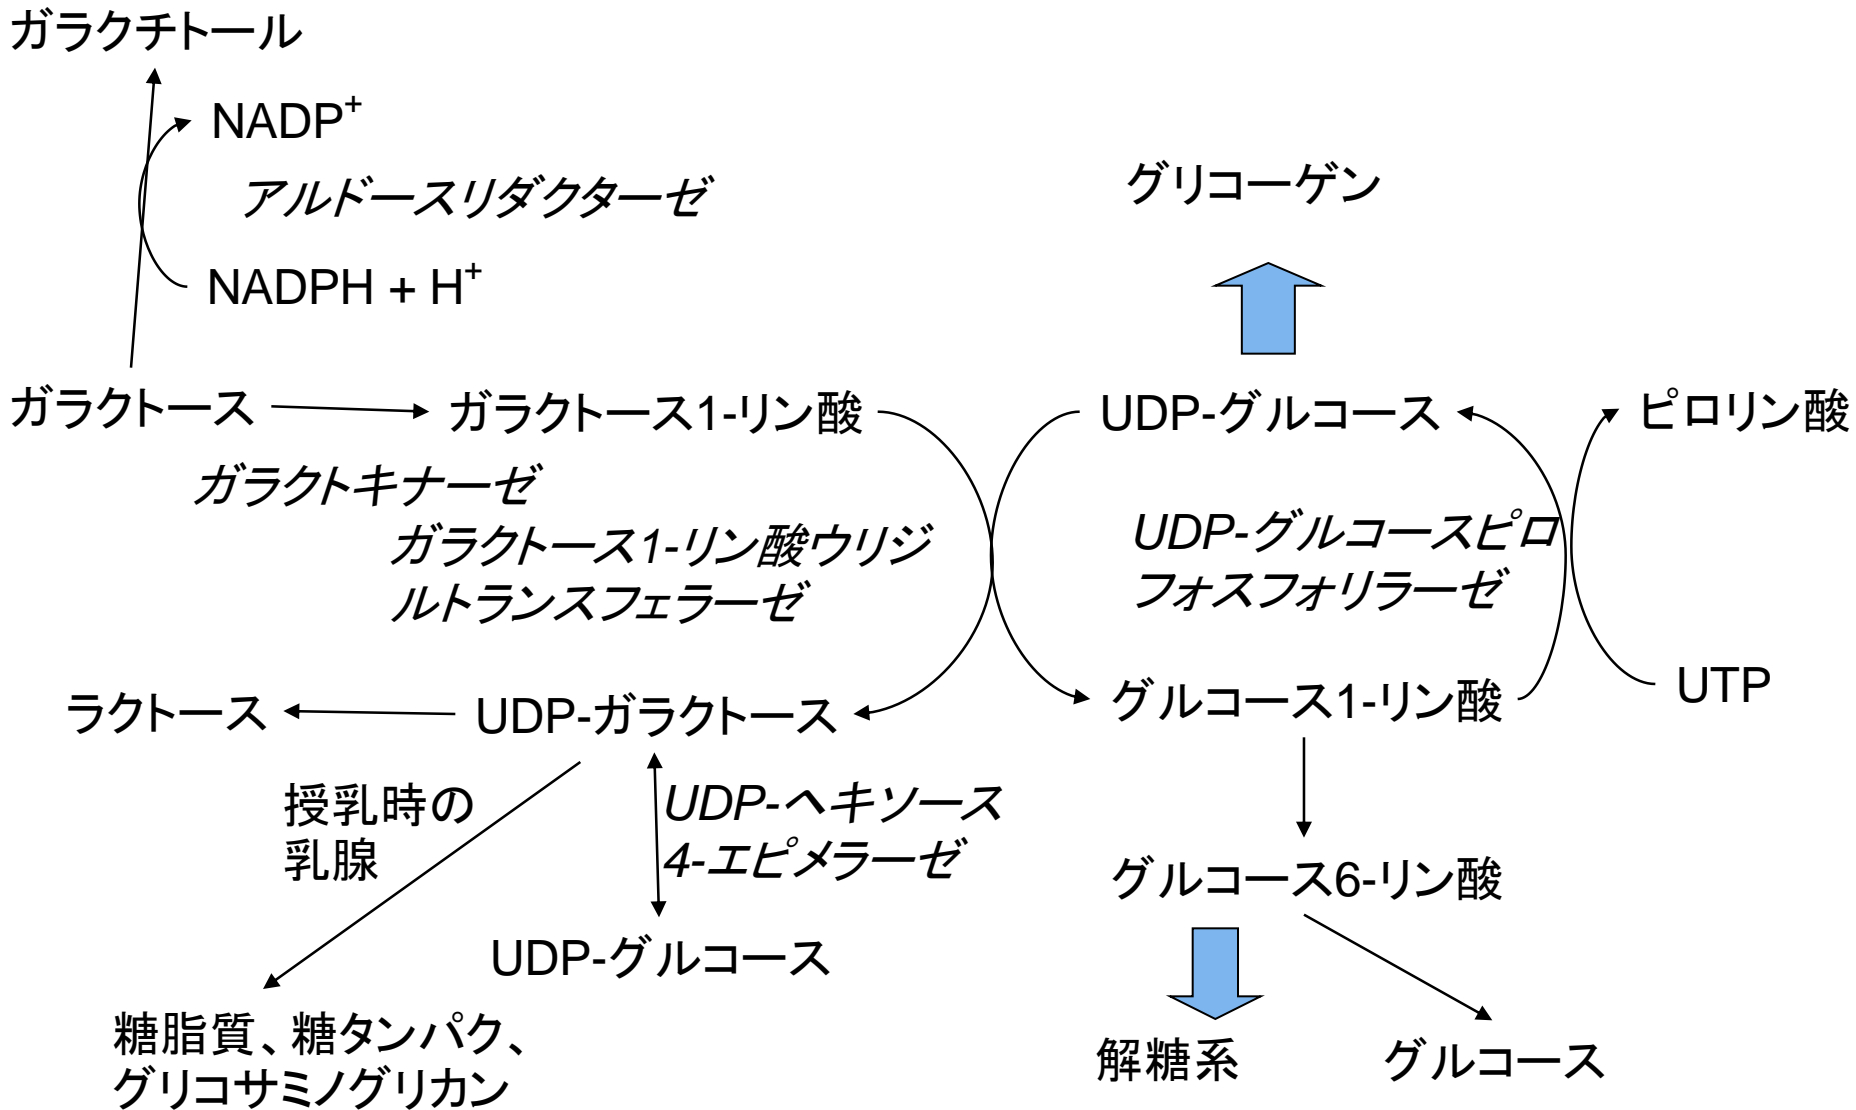 ガラクチトール
NADP+
アルドースリダクターゼ
グリコーゲン
NADPH + H+
ガラクトース
ガラクトース1-リン酸
UDP-グルコース
ピロリン酸
ガラクトキナーゼ
ガラクトース1-リン酸ウリジ
ルトランスフェラーゼ
UDP-グルコースピロ
フォスフォリラーゼ
ラクトース
UDP-ガラクトース
グルコース1-リン酸
UTP
授乳時の
乳腺
UDP-ヘキソース
4-エピメラーゼ
グルコース6-リン酸
UDP-グルコース
糖脂質、糖タンパク、
グリコサミノグリカン
解糖系
グルコース